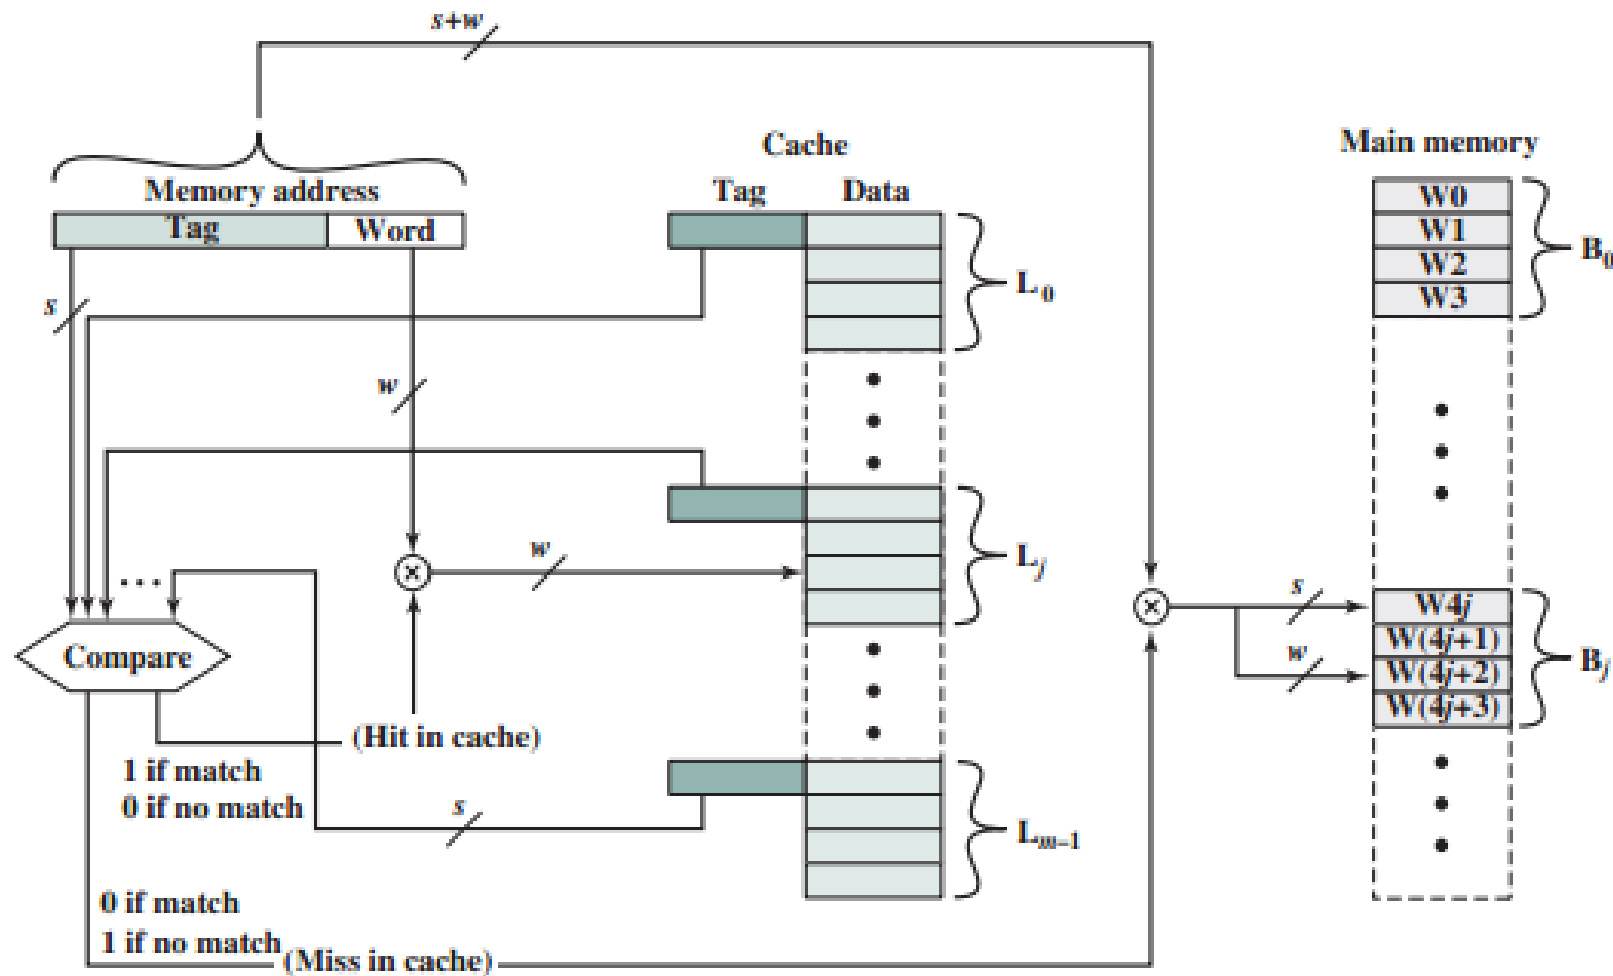 s+w
Cache
Main memory
Memory address
Tag
Data
Tag
Word
W0
W1
W2
W3
B0
L0
s
w
Lj
w
...
Compare
s
w
W4j
W(4j+1)
W(4j+2)
W(4j+3)
Bj
(Hit in cache)
1 if match
0 if no match
s
Lm–1
0 if match
1 if no match
(Miss in cache)